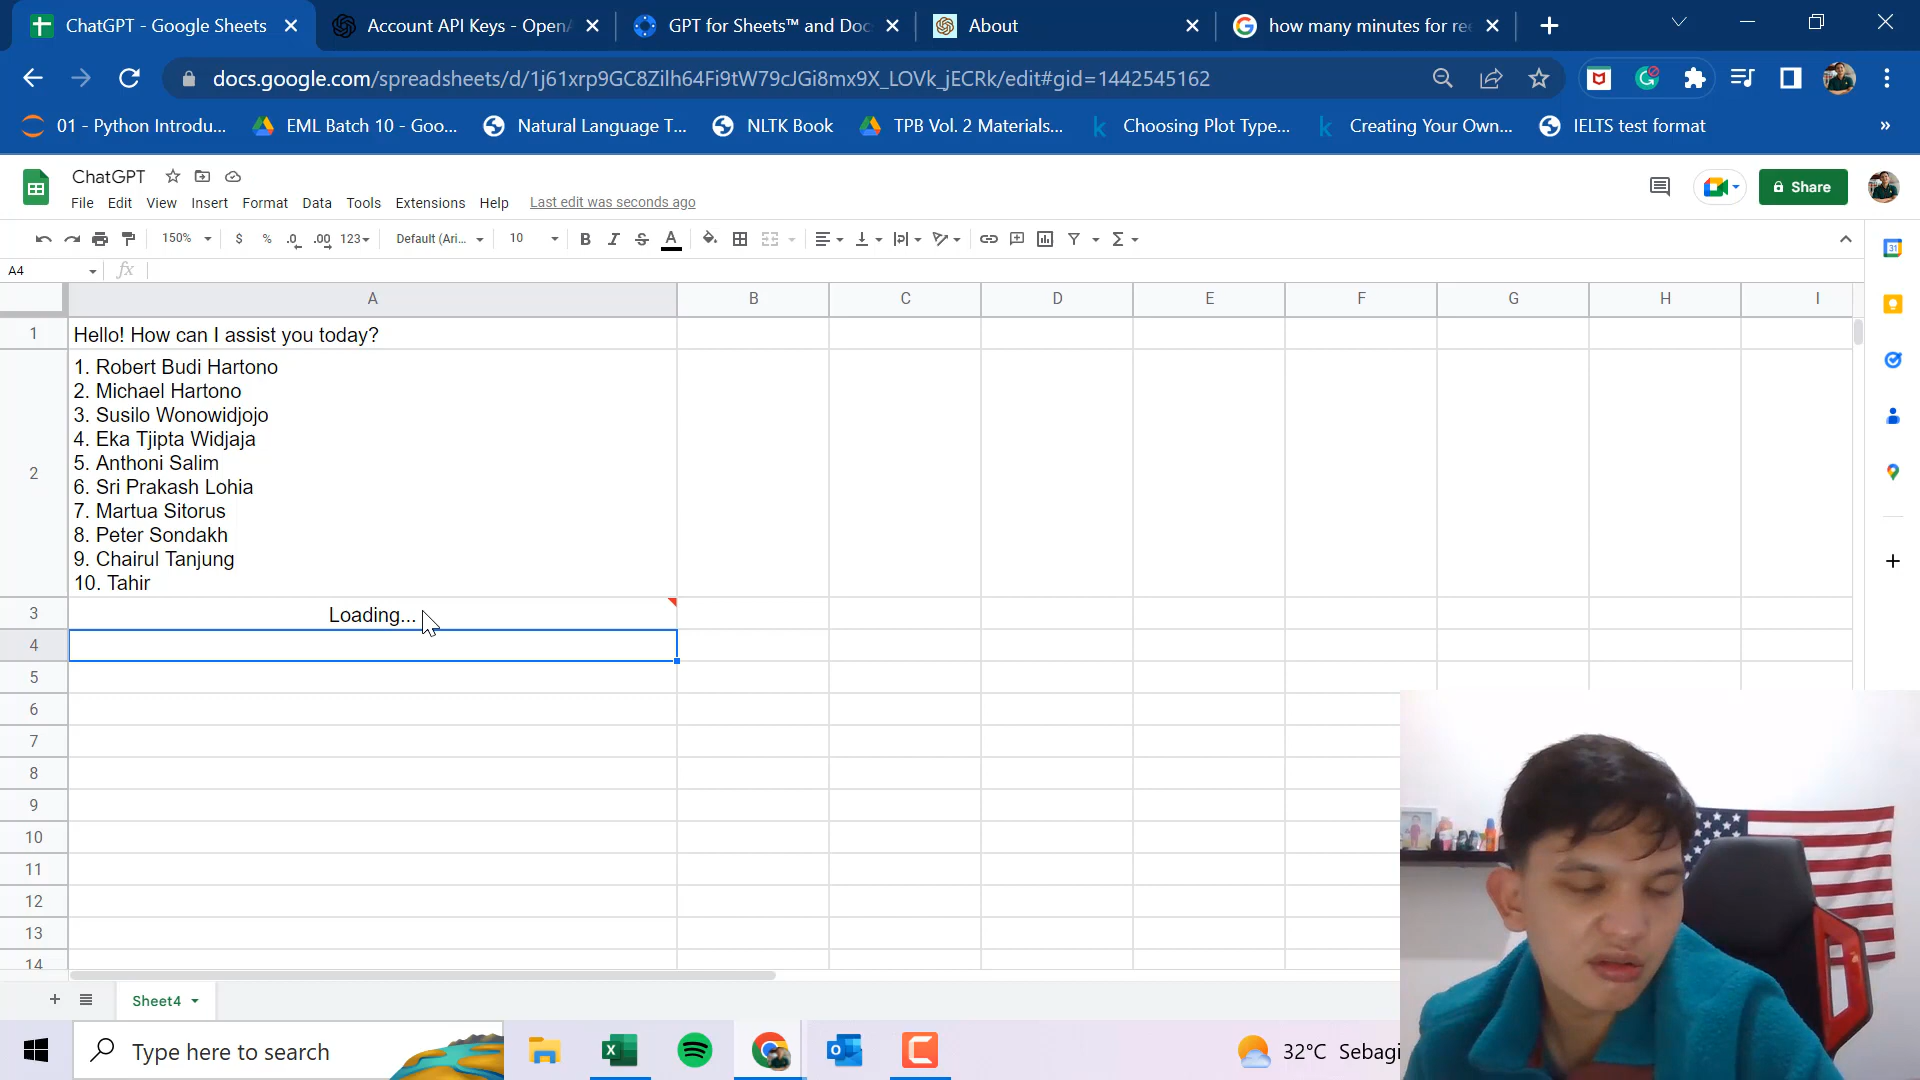 ChatGPT - Google Sheets
Account API Keys - OpenA
GPT for Sheets™ and Doc
About
how many minutes for re
docs.google.com/spreadsheets/d/1j61xrp9GC8Zilh64Fi9tW79cJGi8mx9X_LOVk_jECRk/edit#gid=1442545162
01 - Python Introdu...
EML Batch 10 - Goo...
Natural Language T...
NLTK Book
TPB Vol. 2 Materials...
Choosing Plot Type...
Creating Your Own...
IELTS test format
»
ChatGPT
File Edit View Insert Format Data Tools Extensions Help Last edit was seconds ago
Share
150% $ % .0 .00 123 Default (Ari... 10 B I S A Σ
A4 fx
A B C D E F G H I
1 Hello! How can I assist you today?
1. Robert Budi Hartono
2. Michael Hartono
3. Susilo Wonowidjojo
4. Eka Tjipta Widjaja
5. Anthoni Salim
2
6. Sri Prakash Lohia
7. Martua Sitorus
8. Peter Sondakh
9. Chairul Tanjung
10. Tahir
3 Loading...
4
5
6
7
8
9
10
11
12
13
14
Sheet4
Type here to search
32°C Sebagi